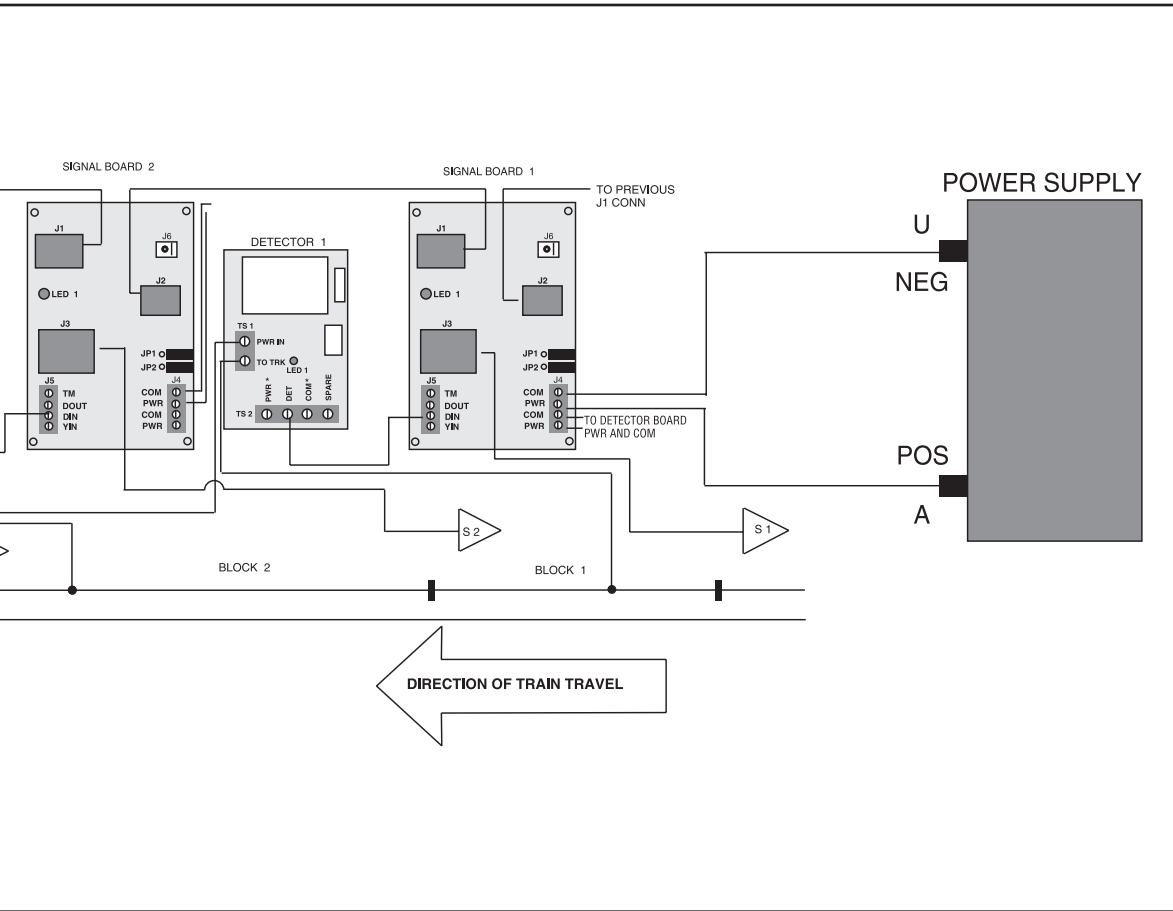 SIGNAL BOARD 2
SIGNAL BOARD 1
TO PREVIOUS
J1 CONN
POWER SUPPLY
J1
J6
J2
LED 1
J3
JP1
JP2
J5
J4
TM
DOUT
DIN
YIN
COM
PWR
COM
PWR
DETECTOR 1
TS 1
PWR IN
TO TRK
LED 1
PWR *
DET
COM *
SPARE
TS 2
J1
J6
J2
LED 1
J3
JP1
JP2
J5
J4
TM
DOUT
DIN
YIN
COM
PWR
COM
PWR
TO DETECTOR BOARD
PWR AND COM
U
NEG
POS
A
S 2
S 1
BLOCK 2
BLOCK 1
DIRECTION OF TRAIN TRAVEL